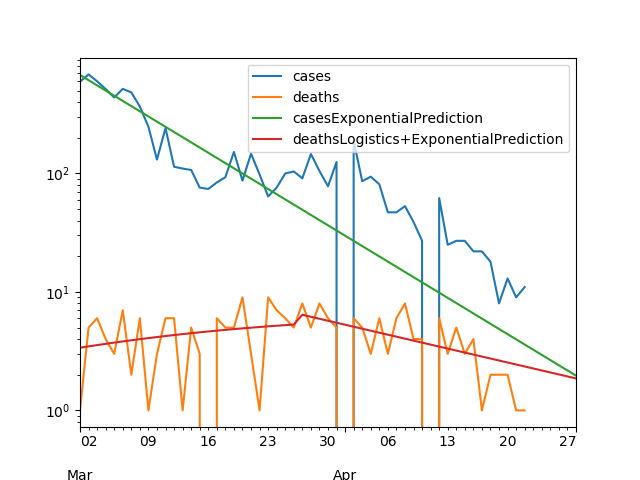 cases
deaths
casesExponentialPrediction
deathsLogistics+ExponentialPrediction
10²
10¹
10⁰
02 09 16 23 30 06 13 20 27
Mar Apr